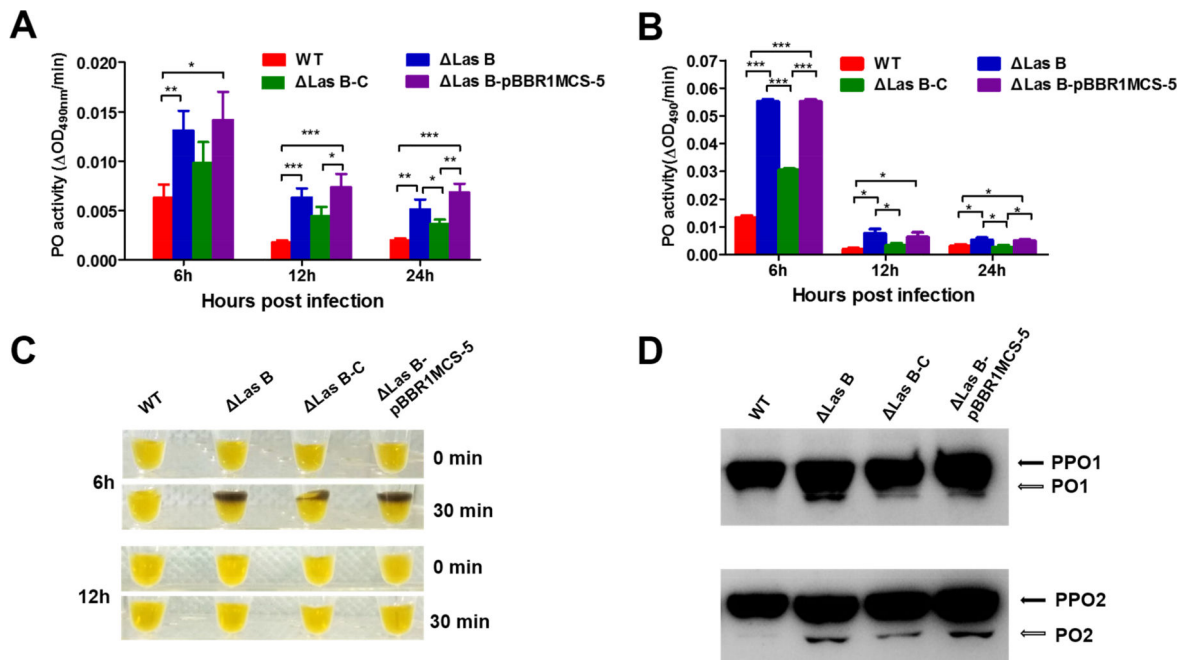 A
WT
ΔLas B
ΔLas B-C
ΔLas B-pBBR1MCS-5
PO activity (ΔOD490nm/min)
0.020
0.015
0.010
0.005
0.000
*
**
***
***
*
***
**
*
**
6h
12h
24h
Hours post infection
B
WT
ΔLas B
ΔLas B-C
ΔLas B-pBBR1MCS-5
PO activity(ΔOD490/min)
0.07
0.06
0.05
0.04
0.03
0.02
0.01
0.00
***
***
***
***
*
*
*
*
*
*
*
6h
12h
24h
Hours post infection
C
WT
ΔLas B
ΔLas B-C
ΔLas B-
pBBR1MCS-5
6h
0 min
30 min
12h
0 min
30 min
D
WT
ΔLas B
ΔLas B-C
ΔLas B-
pBBR1MCS-5
PPO1
PO1
PPO2
PO2